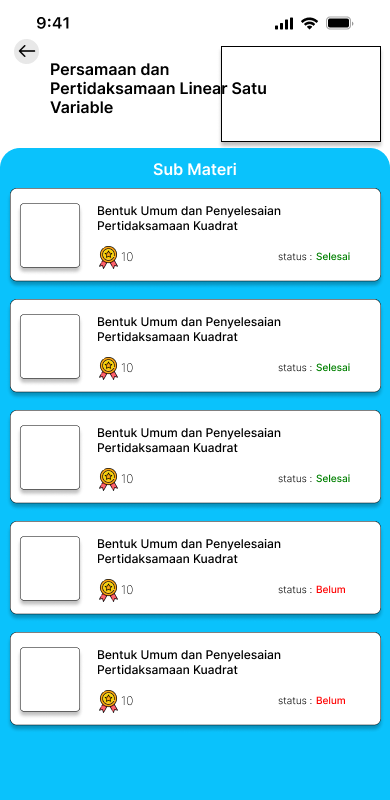 9:41
Persamaan dan
Pertidaksamaan Linear Satu
Variable
Sub Materi
Bentuk Umum dan Penyelesaian
Pertidaksamaan Kuadrat
10 status : Selesai
Bentuk Umum dan Penyelesaian
Pertidaksamaan Kuadrat
10 status : Selesai
Bentuk Umum dan Penyelesaian
Pertidaksamaan Kuadrat
10 status : Selesai
Bentuk Umum dan Penyelesaian
Pertidaksamaan Kuadrat
10 status : Belum
Bentuk Umum dan Penyelesaian
Pertidaksamaan Kuadrat
10 status : Belum